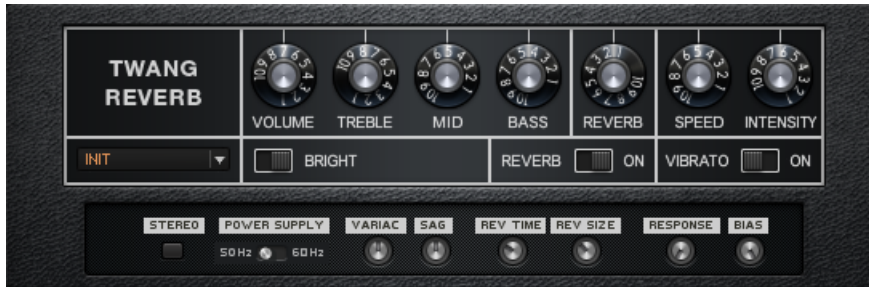 TWANG
REVERB
VOLUME TREBLE MID BASS REVERB SPEED INTENSITY
INIT BRIGHT REVERB ON VIBRATO ON
STEREO POWER SUPPLY VARIAC SAG REV TIME REV SIZE RESPONSE BIAS
50Hz 60Hz